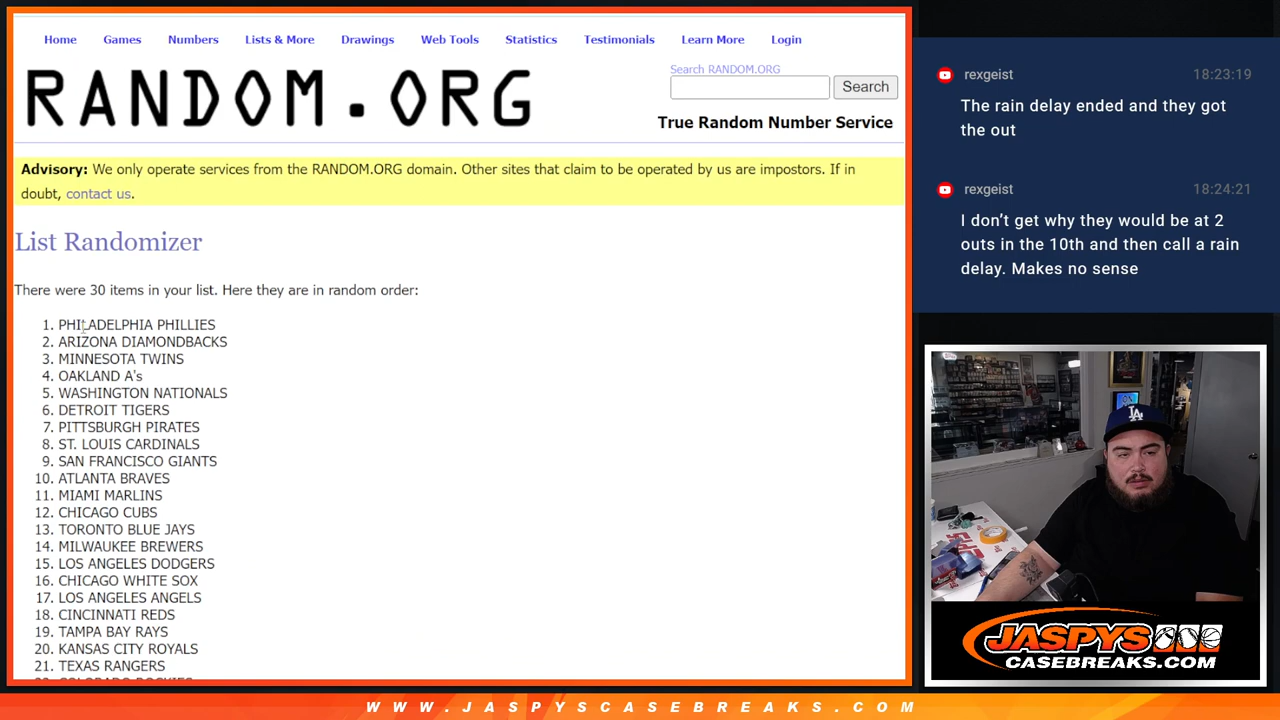 Home Games Numbers Lists & More Drawings Web Tools Statistics Testimonials Learn More Login
RANDOM.ORG
Search RANDOM.ORG
Search
True Random Number Service
Advisory: We only operate services from the RANDOM.ORG domain. Other sites that claim to be operated by us are impostors. If in
doubt, contact us.
List Randomizer
There were 30 items in your list. Here they are in random order:
1. PHILADELPHIA PHILLIES
2. ARIZONA DIAMONDBACKS
3. MINNESOTA TWINS
4. OAKLAND A's
5. WASHINGTON NATIONALS
6. DETROIT TIGERS
7. PITTSBURGH PIRATES
8. ST. LOUIS CARDINALS
9. SAN FRANCISCO GIANTS
10. ATLANTA BRAVES
11. MIAMI MARLINS
12. CHICAGO CUBS
13. TORONTO BLUE JAYS
14. MILWAUKEE BREWERS
15. LOS ANGELES DODGERS
16. CHICAGO WHITE SOX
17. LOS ANGELES ANGELS
18. CINCINNATI REDS
19. TAMPA BAY RAYS
20. KANSAS CITY ROYALS
21. TEXAS RANGERS
rexgeist 18:23:19
The rain delay ended and they got
the out
rexgeist 18:24:21
I don't get why they would be at 2
outs in the 10th and then call a rain
delay. Makes no sense
LA
JASPYS
CASEBREAKS.COM
WWW.JASPYSCASEBREAKS.COM